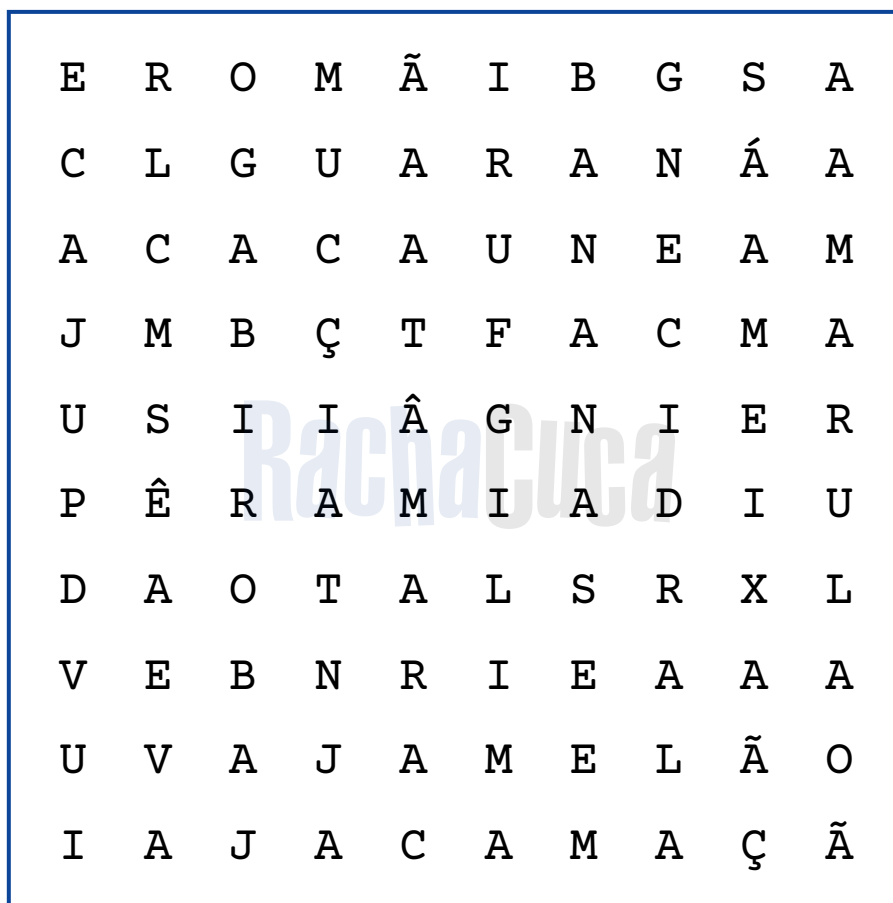 E R O M Ã I B G S A
C L G U A R A N Á A
A C A C A U N E A M
J M B Ç T F A C M A
U S I I Â G N I E R
P Ê R A M I A D I U
D A O T A L S R X L
V E B N R I E A A A
U V A J A M E L Ã O
I A J A C A M A Ç Ã
RachaCuca